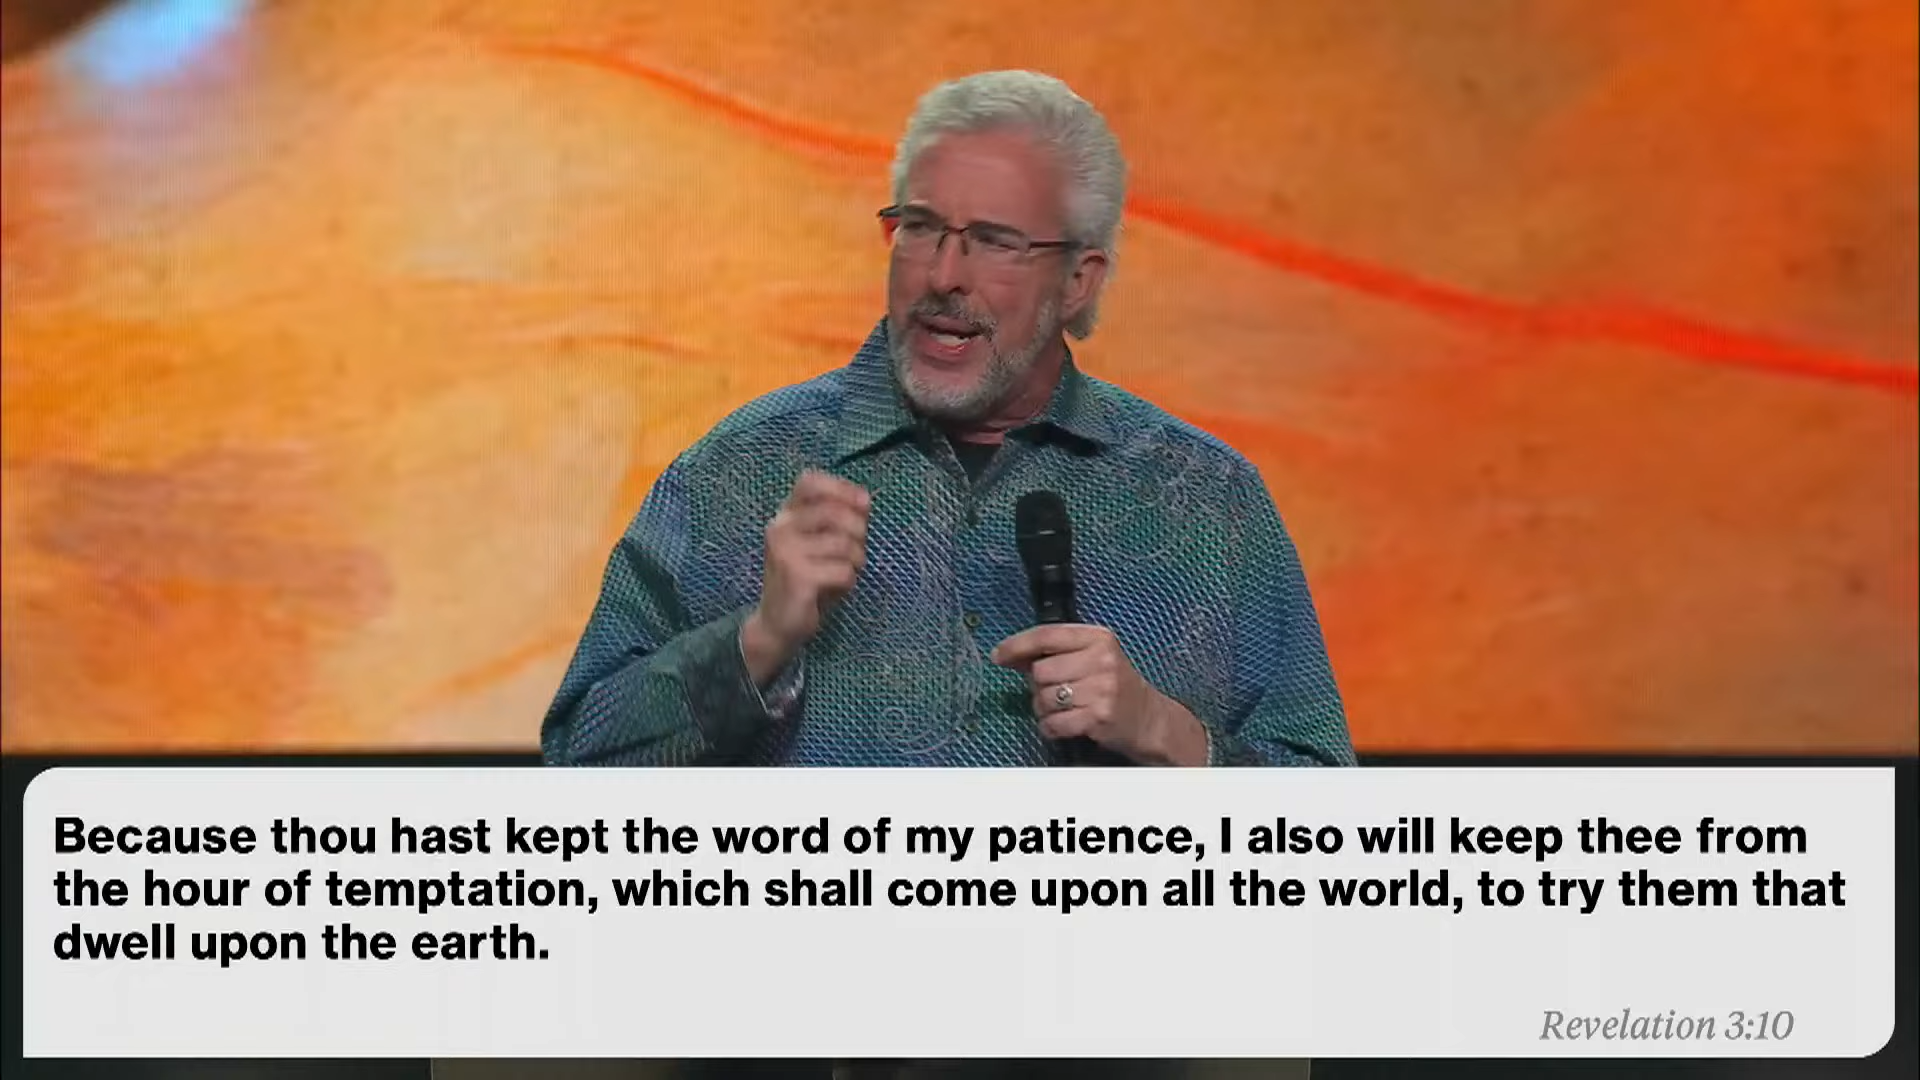 Because thou hast kept the word of my patience, I also will keep thee from
the hour of temptation, which shall come upon all the world, to try them that
dwell upon the earth.
Revelation 3:10